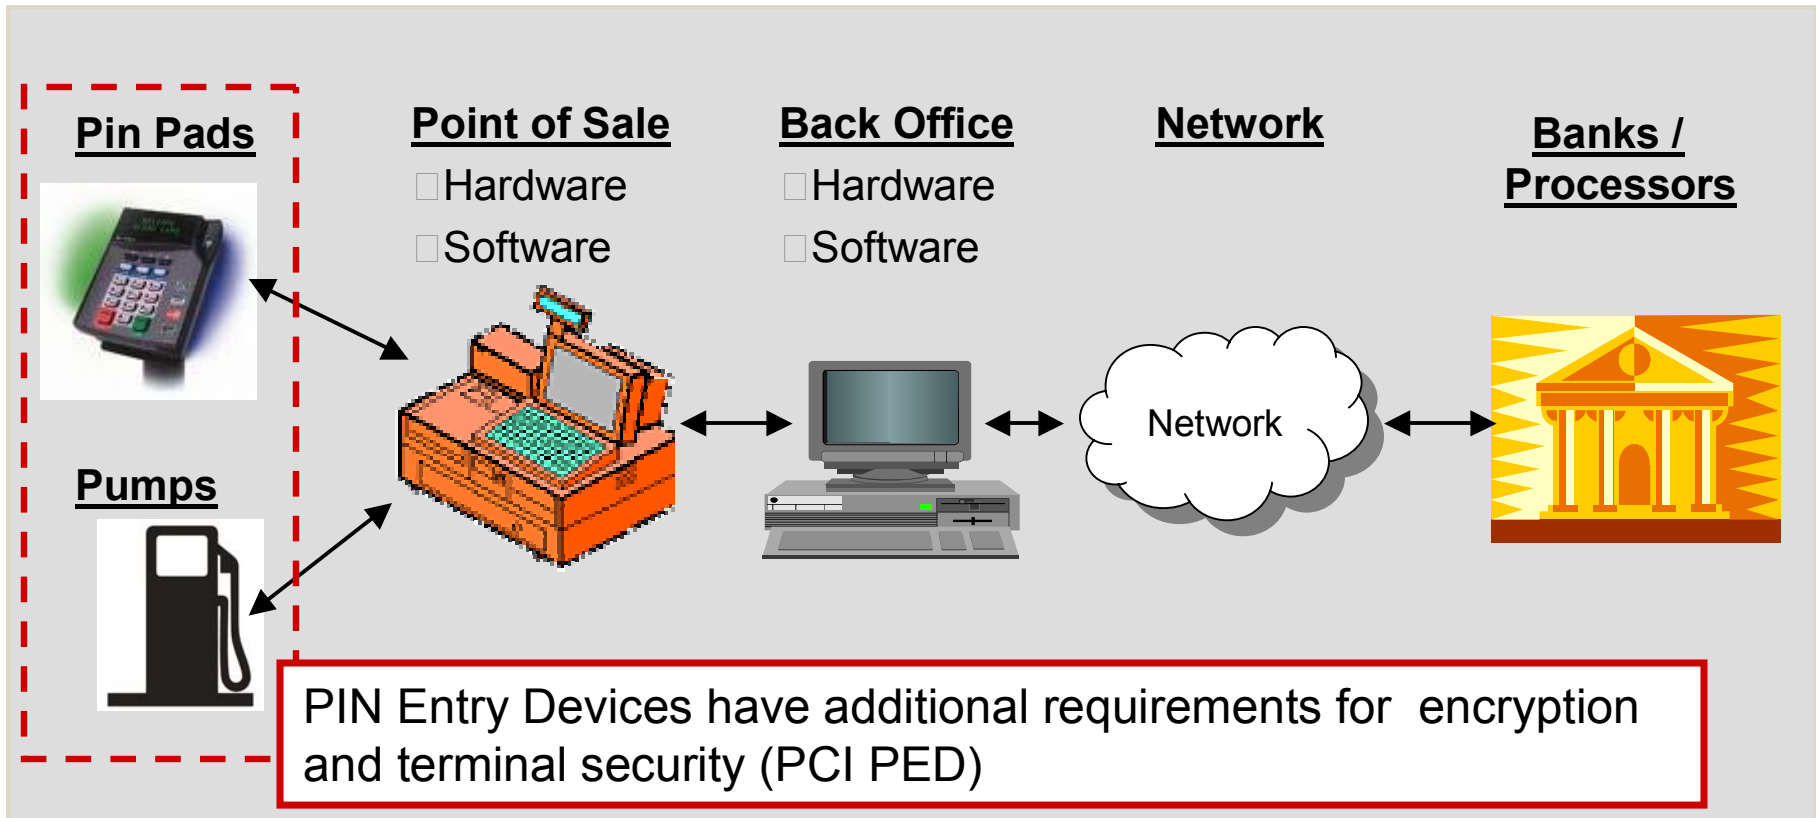 Pin Pads
Point of Sale
Hardware
Software
Back Office
Hardware
Software
Network
Banks /
Processors
Pumps
Network
PIN Entry Devices have additional requirements for  encryption
and terminal security (PCI PED)